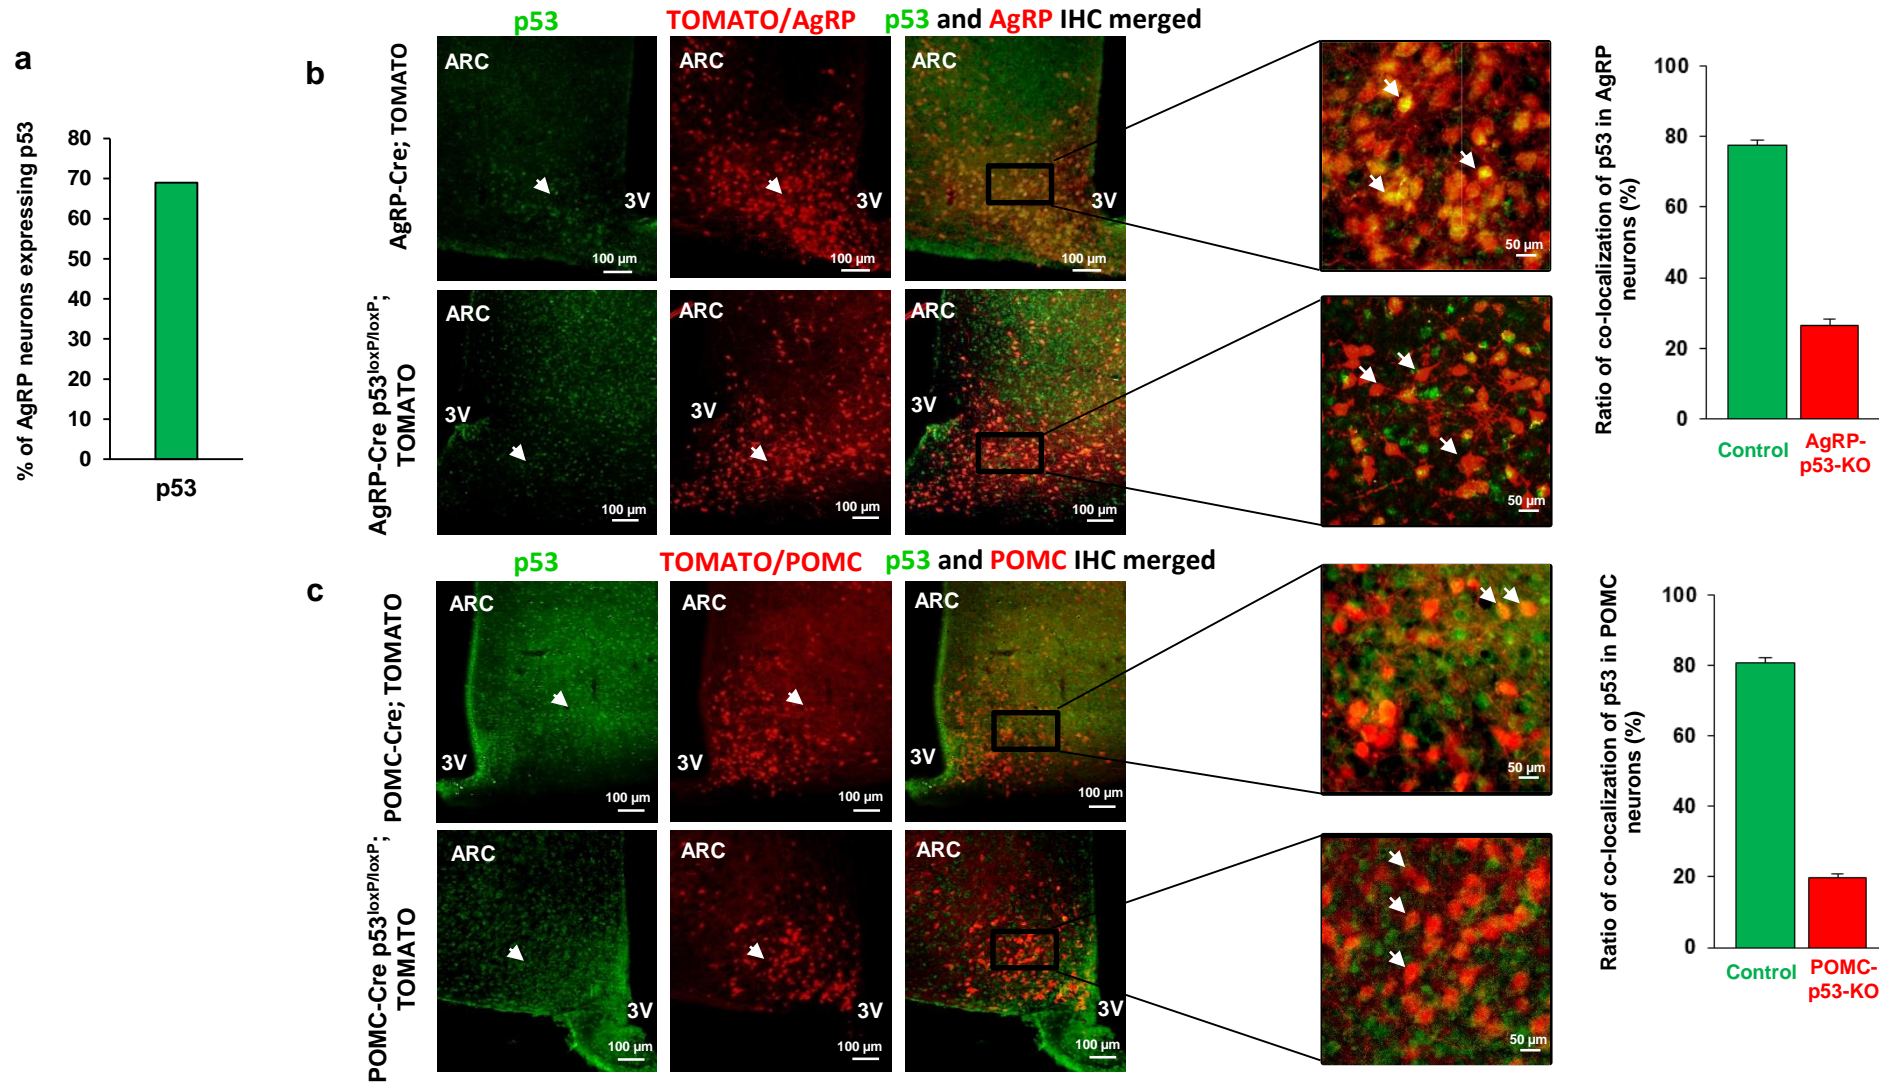 a
% of AgRP neurons expressing p53
80
70
60
50
40
30
20
10
0
p53
b
p53
TOMATO/AgRP
p53 and AgRP IHC merged
AgRP-Cre; TOMATO
ARC
3V
100 µm
ARC
100 µm
ARC
3V
100 µm
50 µm
AgRP-Cre p53loxP/loxP;
TOMATO
ARC
3V
100 µm
ARC
3V
100 µm
ARC
3V
100 µm
50 µm
Ratio of co-localization of p53 in AgRP
neurons (%)
100
80
60
40
20
0
Control
AgRP-
p53-KO
c
p53
TOMATO/POMC
p53 and POMC IHC merged
POMC-Cre; TOMATO
ARC
3V
100 µm
ARC
3V
100 µm
ARC
3V
100 µm
50 µm
POMC-Cre p53loxP/loxP;
TOMATO
ARC
3V
100 µm
ARC
3V
100 µm
ARC
3V
100 µm
50 µm
Ratio of co-localization of p53 in POMC
neurons (%)
100
80
60
40
20
0
Control
POMC-
p53-KO